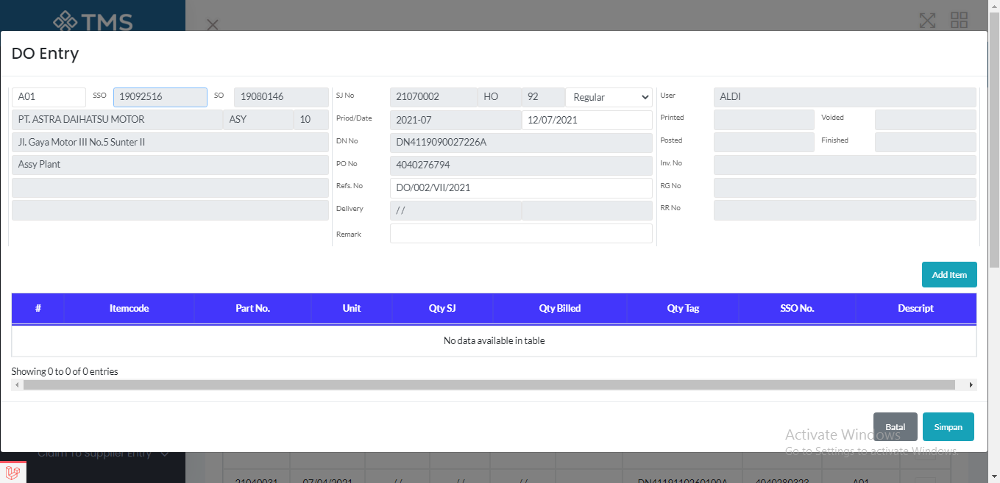 TMS
DO Entry
A01 SSO 19092516 SO 19080146
PT. ASTRA DAIHATSU MOTOR ASY 10
Jl. Gaya Motor III No.5 Sunter II
Assy Plant
SJ No 21070002 HO 92 Regular
Priod/Date 2021-07 12/07/2021
DN No DN4119090027226A
PO No 4040276794
Refs. No DO/002/VII/2021
Delivery / /
Remark
User ALDI
Printed Voided
Posted Finished
Inv. No
RG No
RR No
Add Item
# Itemcode Part No. Unit Qty SJ Qty Billed Qty Tag SSO No. Descript
No data available in table
Showing 0 to 0 of 0 entries
Batal Simpan
Activate Windows
Go to Settings to activate Windows.
Claim To Supplier Entry
21040031 07/04/2021 / / / / / / DN4119110260100A 4040280323 A01